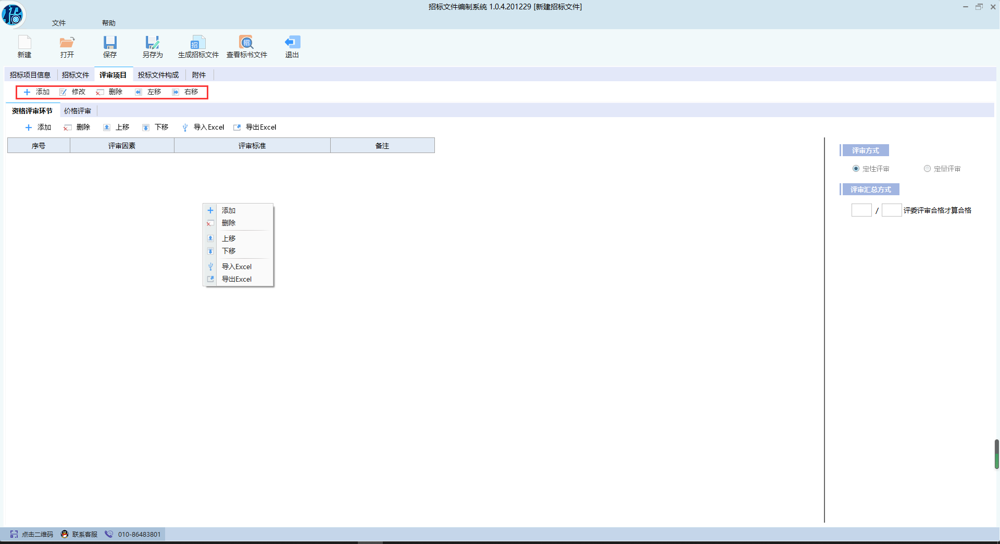 招标文件编制系统 1.0.4.201229 [新建招标文件]
文件 帮助
新建 打开 保存 另存为 生成招标文件 查看标书文件 退出
招标项目信息 招标文件 评审项目 投标文件构成 附件
添加 修改 删除 左移 右移
资格评审环节 价格评审
添加 删除 上移 下移 导入Excel 导出Excel
序号 评审因素 评审标准 备注
评审方式
定性评审 定量评审
评审汇总方式
/ 评委评审合格才算合格
添加
删除
上移
下移
导入Excel
导出Excel
点击二维码 联系客服 010-86483801